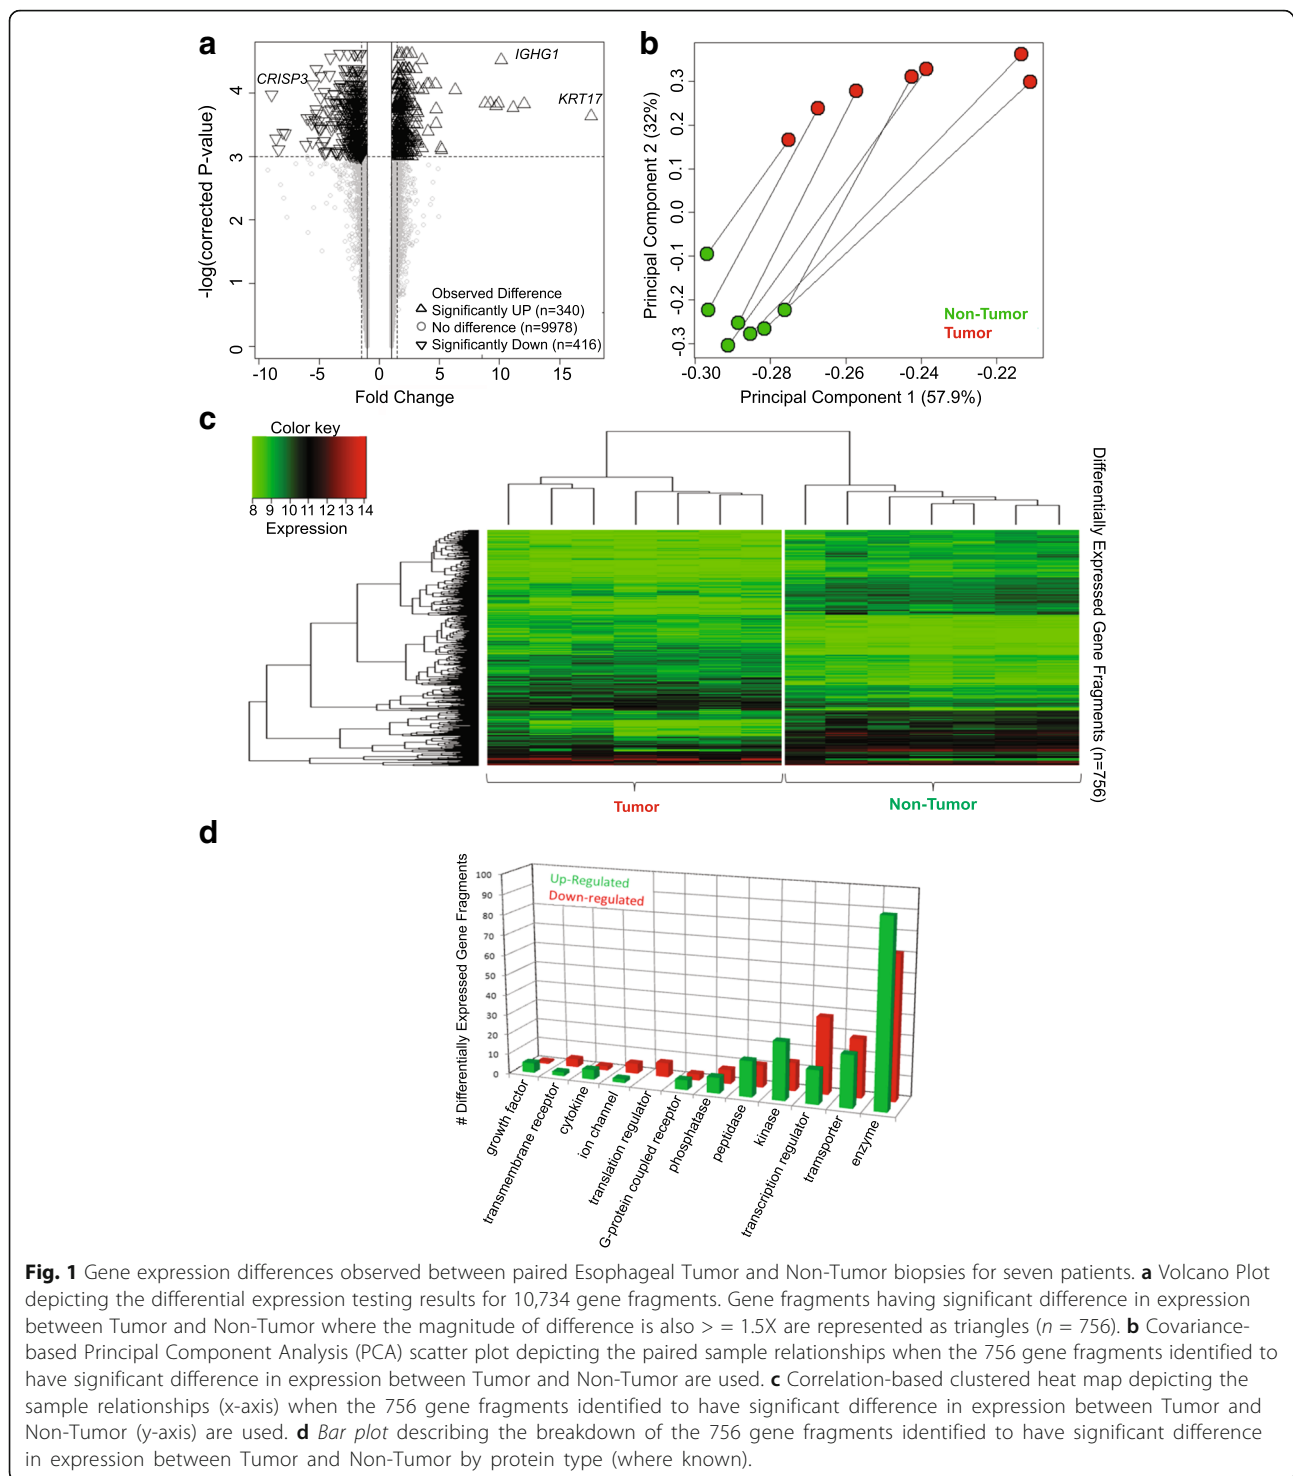 a
CRISP3
IGHG1
KRT17
-log(corrected P-value)
4
3
2
1
0
Observed Difference
Significantly UP (n=340)
No difference (n=9978)
Significantly Down (n=416)
-10 -5 0 5 10 15
Fold Change
b
Principal Component 2 (32%)
0.3
0.2
0.1
0.0
-0.1
-0.2
-0.3
Non-Tumor
Tumor
-0.30 -0.28 -0.26 -0.24 -0.22
Principal Component 1 (57.9%)
c
Color key
8 9 10 11 12 13 14
Expression
Differentially Expressed Gene Fragments (n=756)
Tumor
Non-Tumor
d
# Differentially Expressed Gene Fragments
100
90
80
70
60
50
40
30
20
10
0
Up-Regulated
Down-regulated
growth factor
transmembrane receptor
cytokine
ion channel
translation regulator
G-protein coupled receptor
phosphatase
peptidase
kinase
transcription regulator
tramsporter
enzyme
Fig. 1 Gene expression differences observed between paired Esophageal Tumor and Non-Tumor biopsies for seven patients. a Volcano Plot
depicting the differential expression testing results for 10,734 gene fragments. Gene fragments having significant difference in expression
between Tumor and Non-Tumor where the magnitude of difference is also > = 1.5X are represented as triangles (n = 756). b Covariance-
based Principal Component Analysis (PCA) scatter plot depicting the paired sample relationships when the 756 gene fragments identified to
have significant difference in expression between Tumor and Non-Tumor are used. c Correlation-based clustered heat map depicting the
sample relationships (x-axis) when the 756 gene fragments identified to have significant difference in expression between Tumor and
Non-Tumor (y-axis) are used. d Bar plot describing the breakdown of the 756 gene fragments identified to have significant difference
in expression between Tumor and Non-Tumor by protein type (where known).